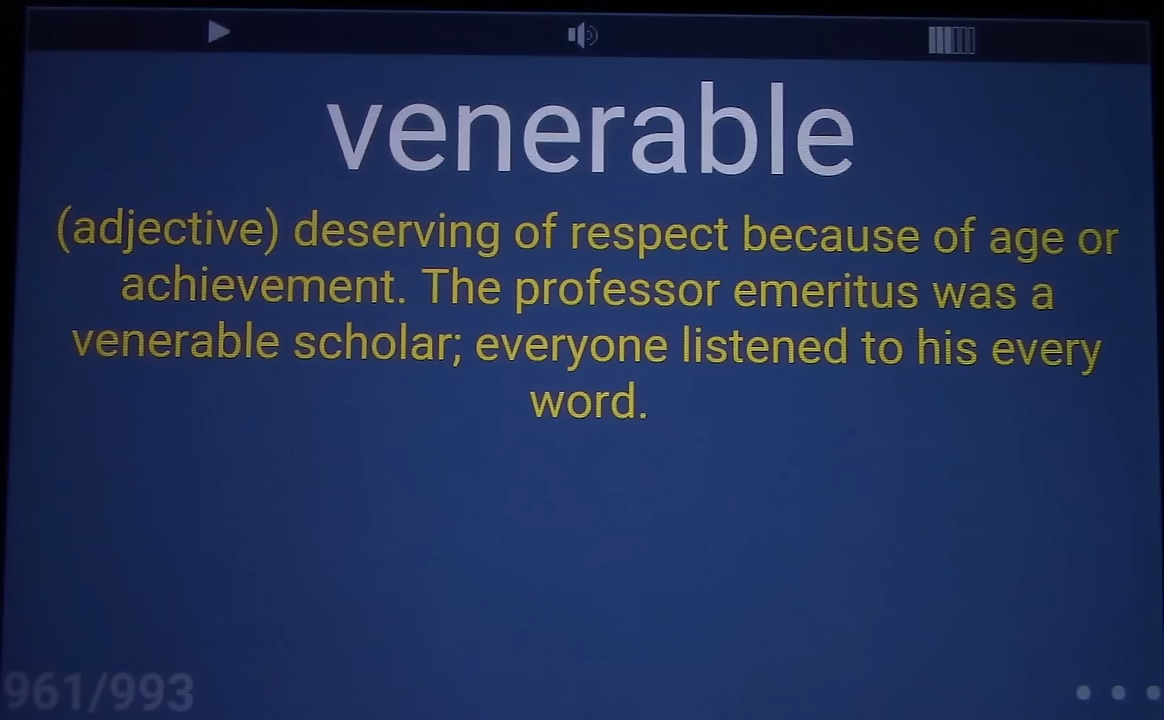 venerable
(adjective) deserving of respect because of age or
achievement. The professor emeritus was a
venerable scholar; everyone listened to his every
word.
961/993